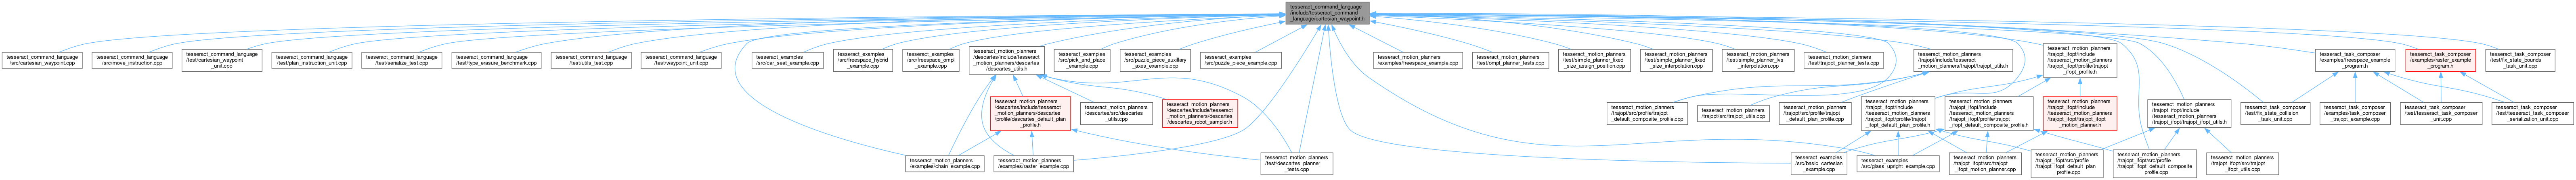 tesseract_command_language
/include/tesseract_command
_language/cartesian_waypoint.h
tesseract_command_language
/src/cartesian_waypoint.cpp
tesseract_command_language
/src/move_instruction.cpp
tesseract_command_language
/test/cartesian_waypoint
_unit.cpp
tesseract_command_language
/test/plan_instruction_unit.cpp
tesseract_command_language
/test/serialize_test.cpp
tesseract_command_language
/test/type_erasure_benchmark.cpp
tesseract_command_language
/test/utils_test.cpp
tesseract_command_language
/test/waypoint_unit.cpp
tesseract_examples
/src/car_seat_example.cpp
tesseract_examples
/src/freespace_hybrid
_example.cpp
tesseract_examples
/src/freespace_ompl
_example.cpp
tesseract_motion_planners
/descartes/include/tesseract
_motion_planners/descartes
/descartes_utils.h
tesseract_examples
/src/pick_and_place
_example.cpp
tesseract_examples
/src/puzzle_piece_auxillary
_axes_example.cpp
tesseract_examples
/src/puzzle_piece_example.cpp
tesseract_motion_planners
/examples/freespace_example.cpp
tesseract_motion_planners
/test/ompl_planner_tests.cpp
tesseract_motion_planners
/test/simple_planner_fixed
_size_assign_position.cpp
tesseract_motion_planners
/test/simple_planner_fixed
_size_interpolation.cpp
tesseract_motion_planners
/test/simple_planner_lvs
_interpolation.cpp
tesseract_motion_planners
/test/trajopt_planner_tests.cpp
tesseract_motion_planners
/trajopt/include/tesseract
_motion_planners/trajopt/trajopt_utils.h
tesseract_motion_planners
/trajopt_ifopt/include
/tesseract_motion_planners
/trajopt_ifopt/profile/trajopt
_ifopt_profile.h
tesseract_task_composer
/examples/freespace_example
_program.h
tesseract_task_composer
/examples/raster_example
_program.h
tesseract_task_composer
/test/fix_state_bounds
_task_unit.cpp
tesseract_motion_planners
/descartes/include/tesseract
_motion_planners/descartes
/profile/descartes_default_plan
_profile.h
tesseract_motion_planners
/descartes/src/descartes
_utils.cpp
tesseract_motion_planners
/descartes/include/tesseract
_motion_planners/descartes
/descartes_robot_sampler.h
tesseract_motion_planners
/trajopt/src/profile/trajopt
_default_composite_profile.cpp
tesseract_motion_planners
/trajopt/src/trajopt_utils.cpp
tesseract_motion_planners
/trajopt/src/profile/trajopt
_default_plan_profile.cpp
tesseract_motion_planners
/trajopt_ifopt/include
/tesseract_motion_planners
/trajopt_ifopt/profile/trajopt
_ifopt_default_plan_profile.h
tesseract_motion_planners
/trajopt_ifopt/include
/tesseract_motion_planners
/trajopt_ifopt/profile/trajopt
_ifopt_default_composite_profile.h
tesseract_motion_planners
/trajopt_ifopt/include
/tesseract_motion_planners
/trajopt_ifopt/trajopt_ifopt
_motion_planner.h
tesseract_motion_planners
/trajopt_ifopt/include
/tesseract_motion_planners
/trajopt_ifopt/trajopt_ifopt_utils.h
tesseract_task_composer
/test/fix_state_collision
_task_unit.cpp
tesseract_task_composer
/examples/task_composer
_trajopt_example.cpp
tesseract_task_composer
/test/tesseract_task_composer
_unit.cpp
tesseract_task_composer
/test/tesseract_task_composer
_serialization_unit.cpp
tesseract_motion_planners
/examples/chain_example.cpp
tesseract_motion_planners
/examples/raster_example.cpp
tesseract_motion_planners
/test/descartes_planner
_tests.cpp
tesseract_examples
/src/basic_cartesian
_example.cpp
tesseract_examples
/src/glass_upright_example.cpp
tesseract_motion_planners
/trajopt_ifopt/src/trajopt
_ifopt_motion_planner.cpp
tesseract_motion_planners
/trajopt_ifopt/src/profile
/trajopt_ifopt_default_plan
_profile.cpp
tesseract_motion_planners
/trajopt_ifopt/src/profile
/trajopt_ifopt_default_composite
_profile.cpp
tesseract_motion_planners
/trajopt_ifopt/src/trajopt
_ifopt_utils.cpp